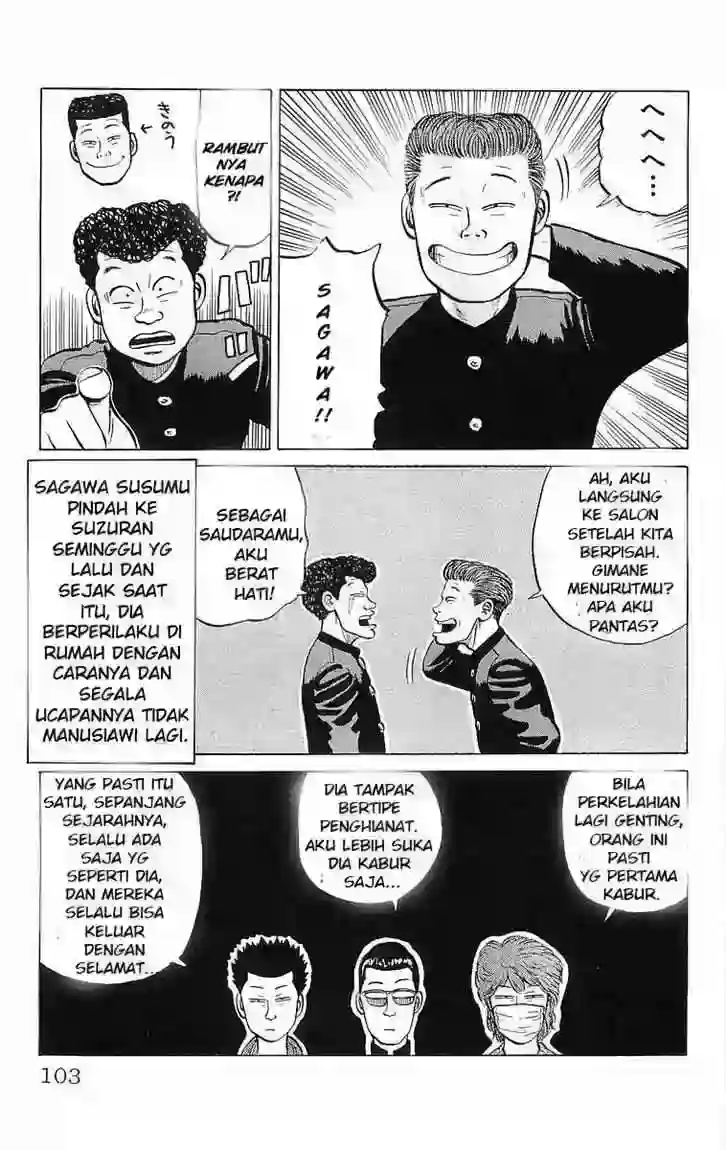 へへへ…
SAGAWA!!
きのう
RAMBUT
NYA
KENAPA
?!
AH, AKU
LANGSUNG
KE SALON
SETELAH KITA
BERPISAH.
GIMANE
MENURUTMU?
APA AKU
PANTAS?
SEBAGAI
SAUDARAMU,
AKU
BERAT
HATI!
SAGAWA SUSUMU
PINDAH KE
SUZURAN
SEMINGGU YG
LALU DAN
SEJAK SAAT
ITU, DIA
BERPERILAKU DI
RUMAH DENGAN
CARANYA DAN
SEGALA
UCAPANNYA TIDAK
MANUSIAWI LAGI.
BILA
PERKELAHIAN
LAGI GENTING,
ORANG INI
PASTI
YG PERTAMA
KABUR.
DIA TAMPAK
BERTIPE
PENGHIANAT.
AKU LEBIH SUKA
DIA KABUR
SAJA...
YANG PASTI ITU
SATU, SEPANJANG
SEJARAHNYA,
SELALU ADA
SAJA YG
SEPERTI DIA,
DAN MEREKA
SELALU BISA
KELUAR
DENGAN
SELAMAT...
103